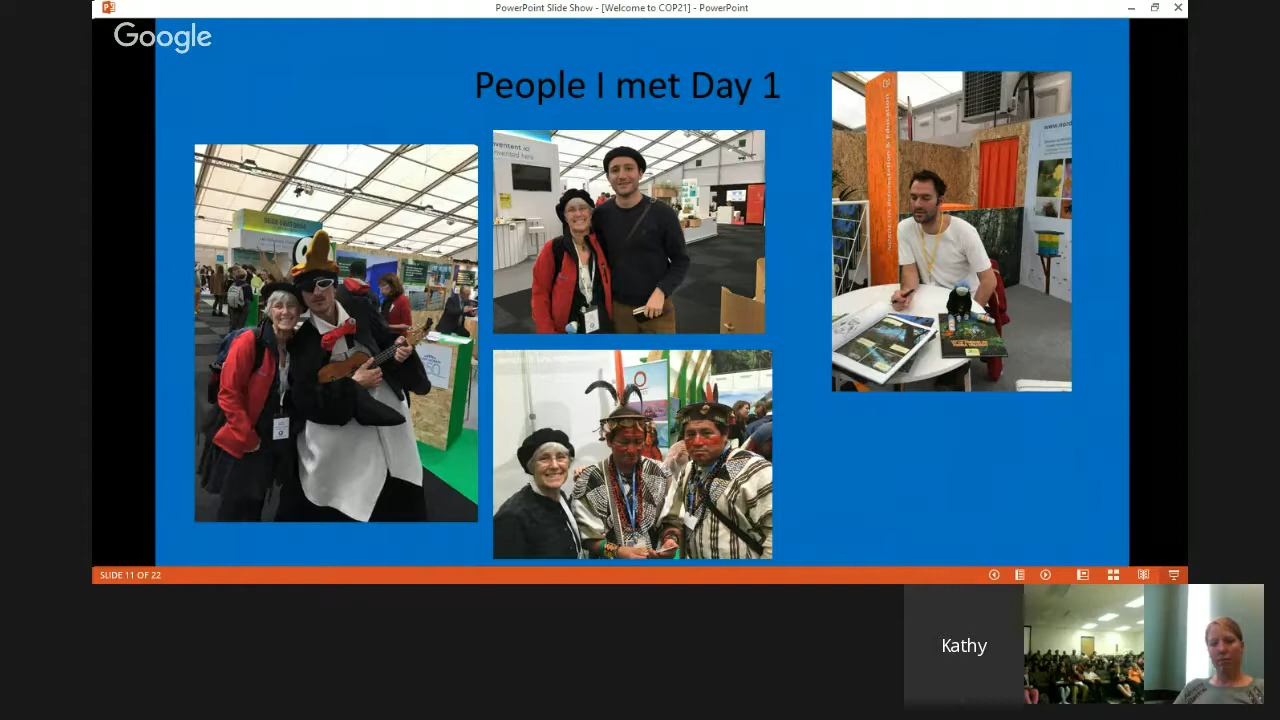 PowerPoint Slide Show - [Welcome to COP21] - PowerPoint
Google
People I met Day 1
SLIDE 11 OF 22
Kathy